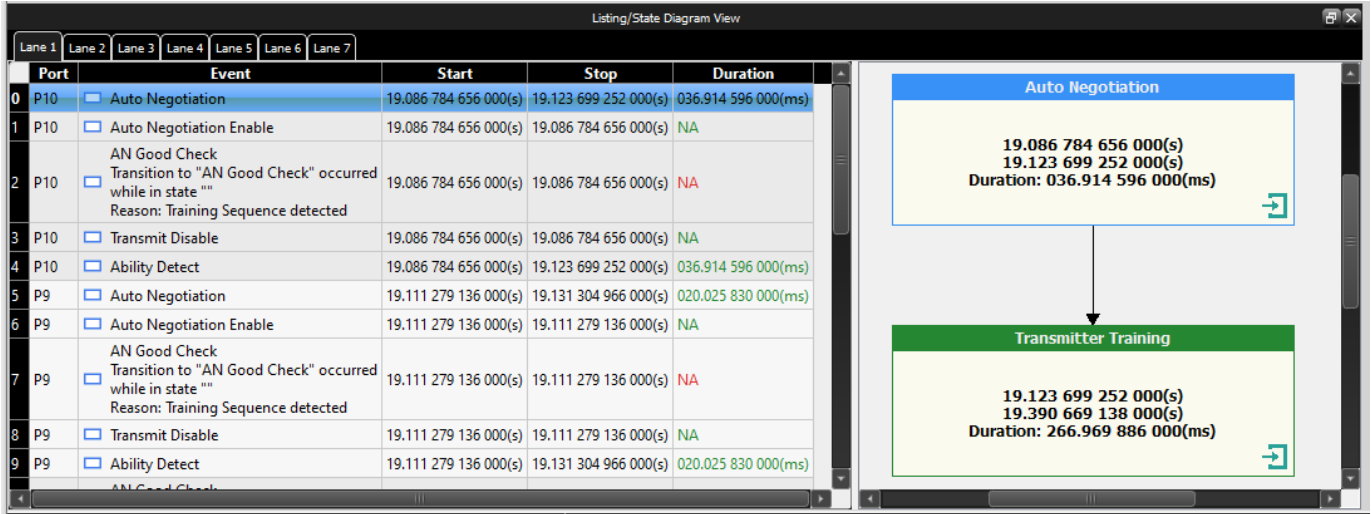 Listing/State Diagram View
Lane 1 Lane 2 Lane 3 Lane 4 Lane 5 Lane 6 Lane 7
Port Event Start Stop Duration
0 P10 Auto Negotiation 19.086 784 656 000(s) 19.123 699 252 000(s) 036.914 596 000(ms)
1 P10 Auto Negotiation Enable 19.086 784 656 000(s) 19.086 784 656 000(s) NA
AN Good Check
Transition to "AN Good Check" occurred
2 P10 while in state "" 19.086 784 656 000(s) 19.086 784 656 000(s) NA
Reason: Training Sequence detected
3 P10 Transmit Disable 19.086 784 656 000(s) 19.086 784 656 000(s) NA
4 P10 Ability Detect 19.086 784 656 000(s) 19.123 699 252 000(s) 036.914 596 000(ms)
5 P9 Auto Negotiation 19.111 279 136 000(s) 19.131 304 966 000(s) 020.025 830 000(ms)
6 P9 Auto Negotiation Enable 19.111 279 136 000(s) 19.111 279 136 000(s) NA
AN Good Check
Transition to "AN Good Check" occurred
7 P9 while in state "" 19.111 279 136 000(s) 19.111 279 136 000(s) NA
Reason: Training Sequence detected
8 P9 Transmit Disable 19.111 279 136 000(s) 19.111 279 136 000(s) NA
9 P9 Ability Detect 19.111 279 136 000(s) 19.131 304 966 000(s) 020.025 830 000(ms)
AN Good Check
Auto Negotiation
19.086 784 656 000(s)
19.123 699 252 000(s)
Duration: 036.914 596 000(ms)
Transmitter Training
19.123 699 252 000(s)
19.390 669 138 000(s)
Duration: 266.969 886 000(ms)